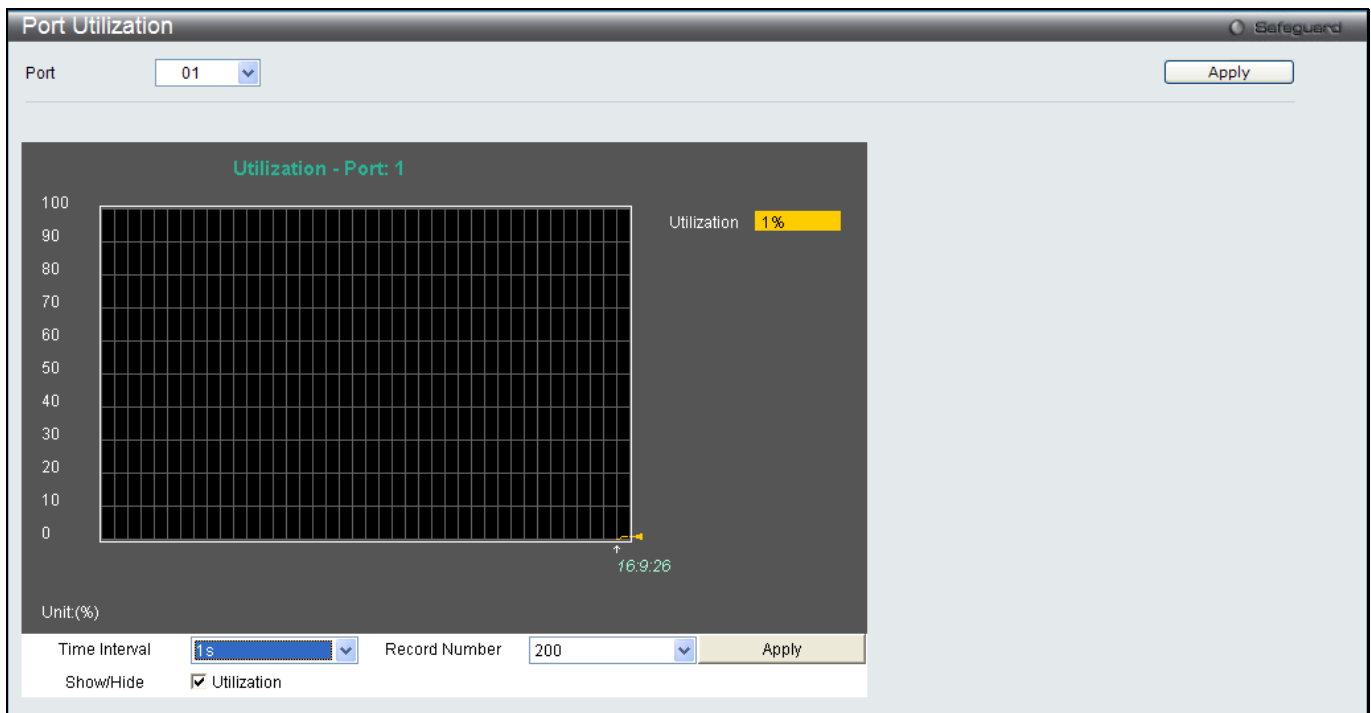 Port Utilization
Safeguard
Port 01 Apply
Utilization - Port: 1
100
Utilization 1%
90
80
70
60
50
40
30
20
10
0
16:9:26
Unit:(%)
Time Interval 1s Record Number 200 Apply
Show/Hide Utilization